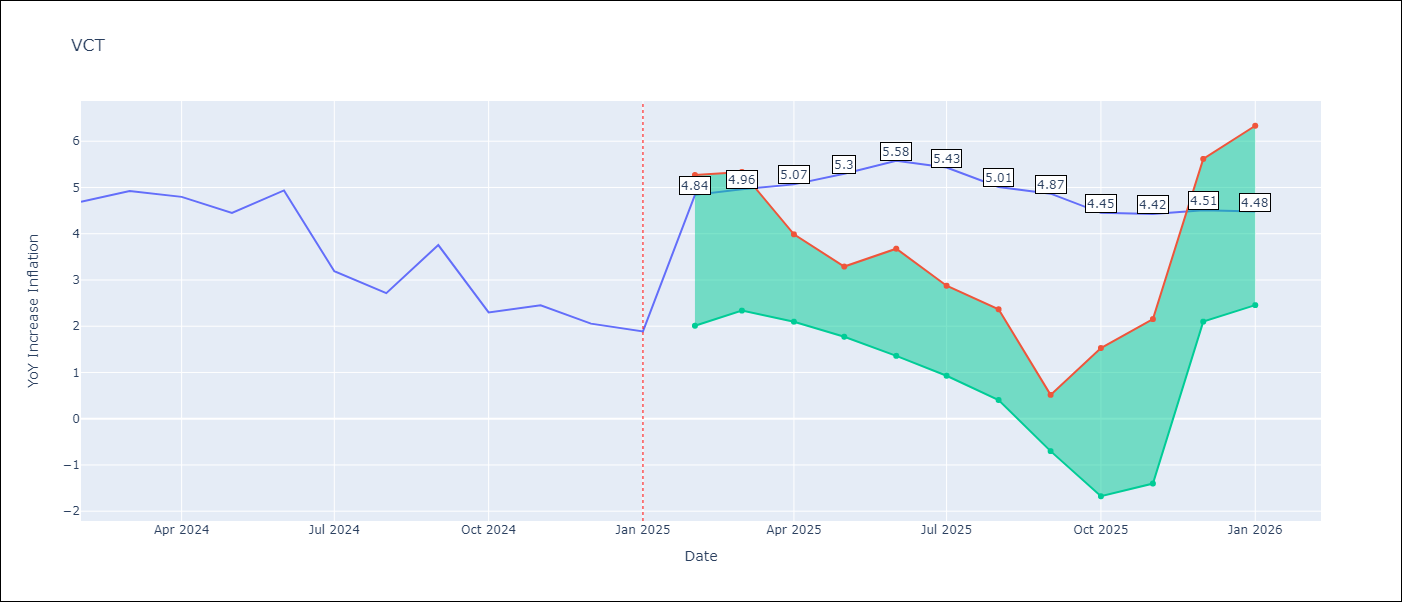 VCT
YoY Increase Inflation
6
5
4
3
2
1
0
−1
−2
4.84
4.96
5.07
5.3
5.58
5.43
5.01
4.87
4.45
4.42
4.51
4.48
Apr 2024
Jul 2024
Oct 2024
Jan 2025
Apr 2025
Jul 2025
Oct 2025
Jan 2026
Date